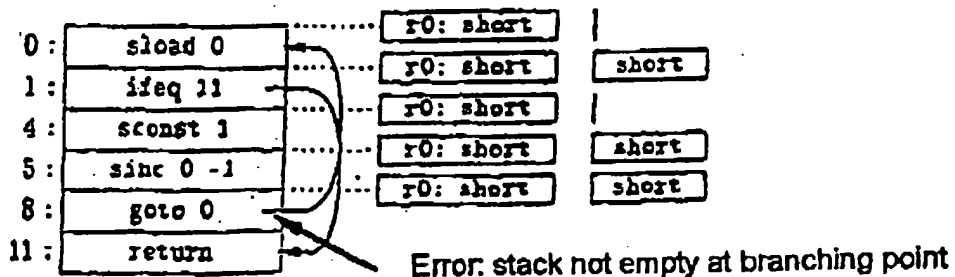 r0: short
0: sload 0
r0: short short
1: ifeq 11
r0: short
4: sconst 1
r0: short short
5: sinc 0 -1
r0: short short
8: goto 0
11: return
Error: stack not empty at branching point